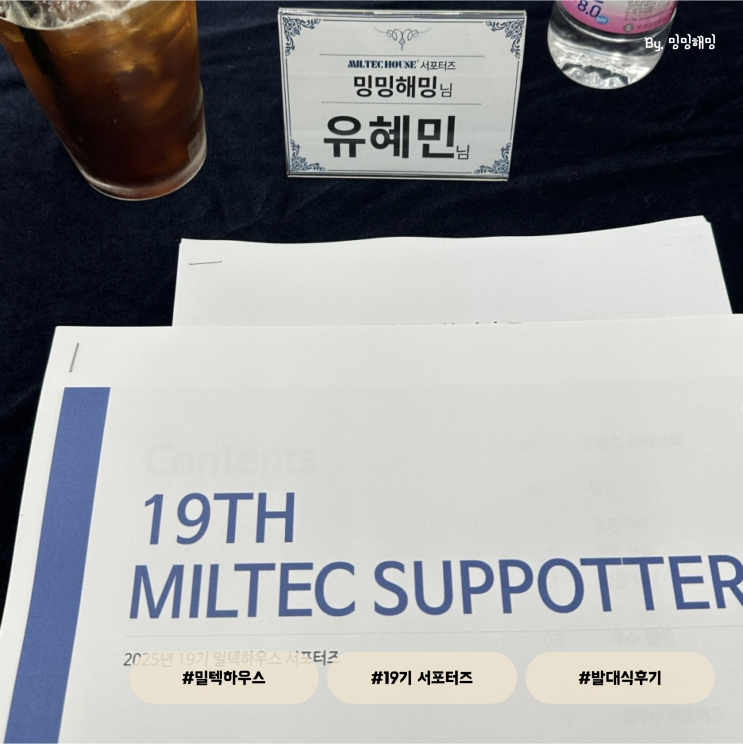 8.0
By. 밍밍해밍
MILTEC HOUSE 서포터즈
밍밍해밍님
유혜민님
Contents
19TH
MILTEC SUPPOTTER
2025년 19기 밀텍하우스 서포터즈
#밀텍하우스
#19기 서포터즈
#발대식후기